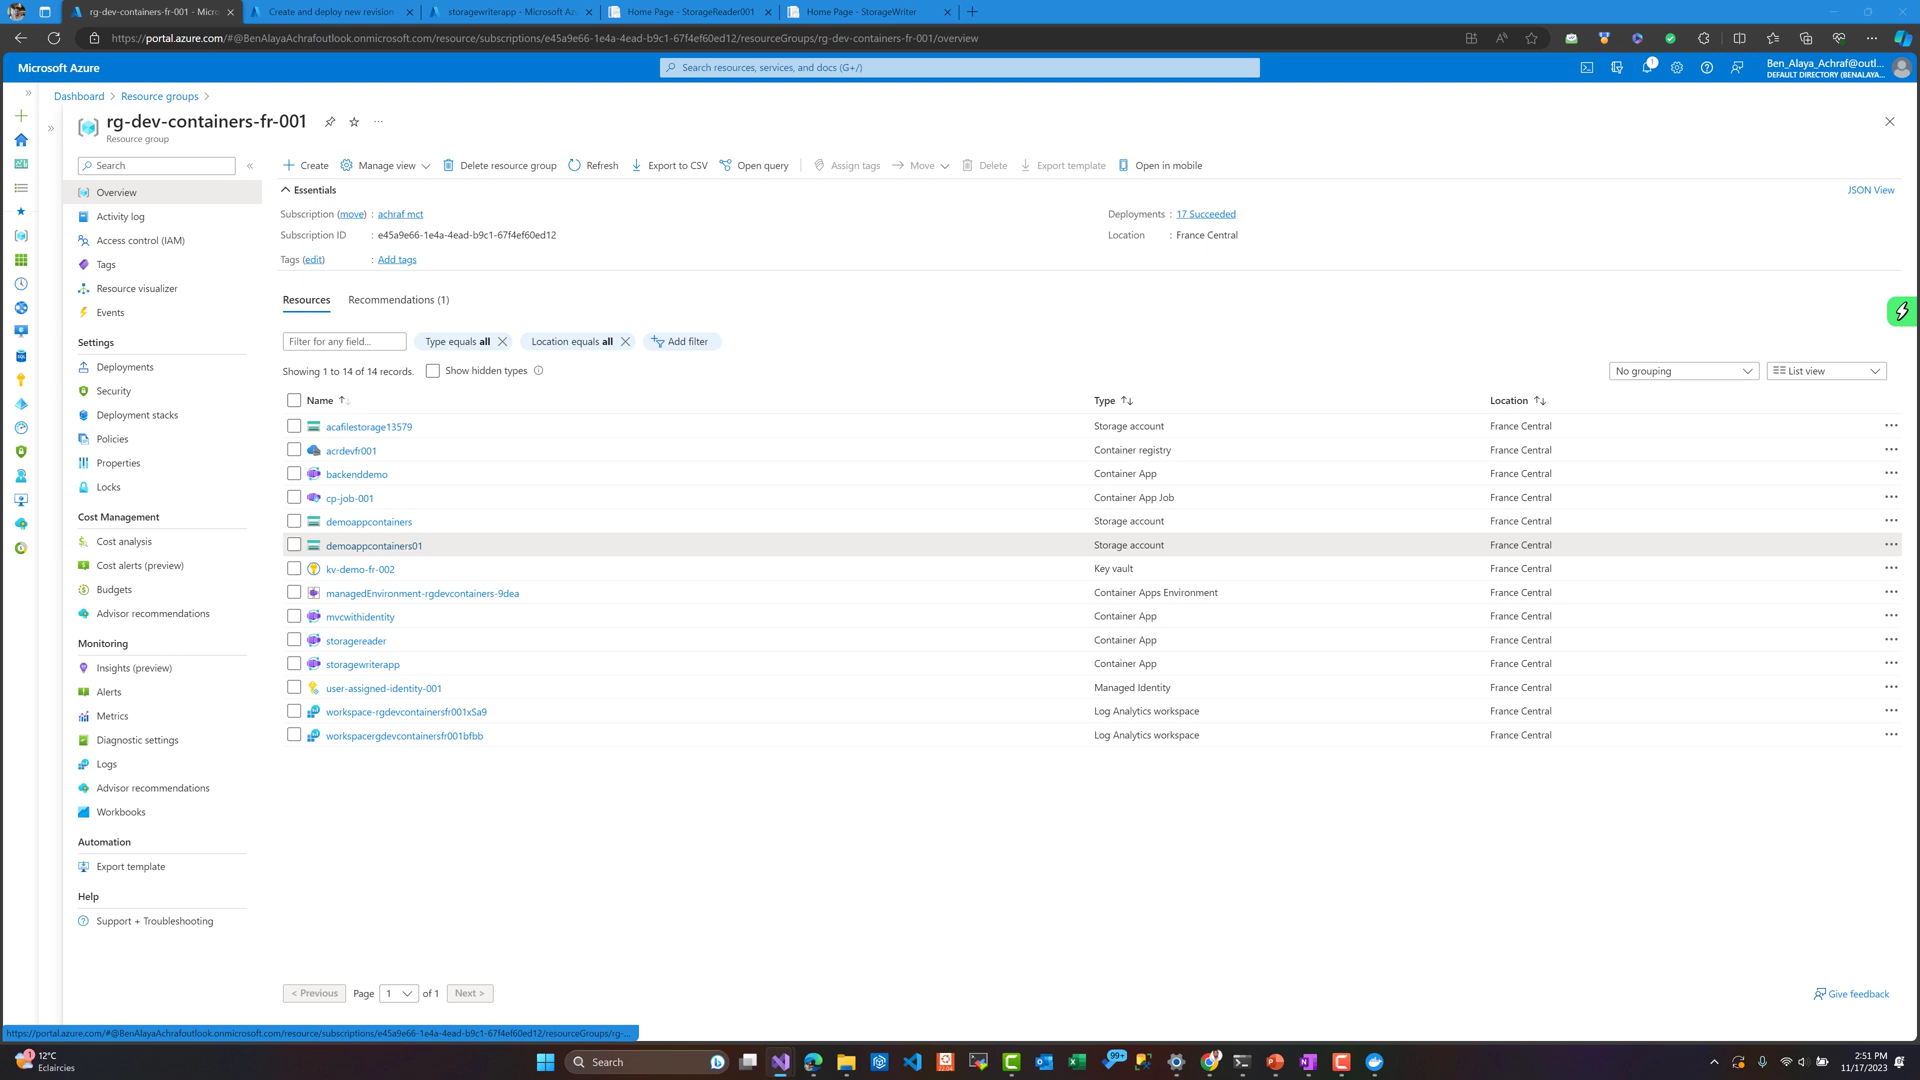 rg-dev-containers-fr-001 - Micro
Create and deploy new revision
storagewriterapp - Microsoft Az
Home Page - StorageReader001
Home Page - StorageWriter
https://portal.azure.com/#@BenAlayaAchrafoutlook.onmicrosoft.com/resource/subscriptions/e45a9e66-1e4a-4ead-b9c1-67f4ef60ed12/resourceGroups/rg-dev-containers-fr-001/overview
Microsoft Azure
Search resources, services, and docs (G+/)
1
Ben_Alaya_Achraf@outl...
DEFAULT DIRECTORY (BENALAYA...
Dashboard > Resource groups >
rg-dev-containers-fr-001
Resource group
Search
Create
Manage view
Delete resource group
Refresh
Export to CSV
Open query
Assign tags
Move
Delete
Export template
Open in mobile
Overview
Activity log
Access control (IAM)
Tags
Resource visualizer
Events
Settings
Deployments
Security
Deployment stacks
Policies
Properties
Locks
Cost Management
Cost analysis
Cost alerts (preview)
Budgets
Advisor recommendations
Monitoring
Insights (preview)
Alerts
Metrics
Diagnostic settings
Logs
Advisor recommendations
Workbooks
Automation
Export template
Help
Support + Troubleshooting
Essentials
JSON View
Subscription (move) : achraf mct
Deployments : 17 Succeeded
Subscription ID : e45a9e66-1e4a-4ead-b9c1-67f4ef60ed12
Location : France Central
Tags (edit) : Add tags
Resources
Recommendations (1)
Filter for any field...
Type equals all
Location equals all
Add filter
Showing 1 to 14 of 14 records.
Show hidden types
No grouping
List view
Name Type Location
acafilestorage13579 Storage account France Central
acrdevfr001 Container registry France Central
backenddemo Container App France Central
cp-job-001 Container App Job France Central
demoappcontainers Storage account France Central
demoappcontainers01 Storage account France Central
kv-demo-fr-002 Key vault France Central
managedEnvironment-rgdevcontainers-9dea Container Apps Environment France Central
mvcwithidentity Container App France Central
storagereader Container App France Central
storagewriterapp Container App France Central
user-assigned-identity-001 Managed Identity France Central
workspace-rgdevcontainersfr001xSa9 Log Analytics workspace France Central
workspacergdevcontainersfr001bfbb Log Analytics workspace France Central
< Previous
Page 1 of 1
Next >
Give feedback
https://portal.azure.com/#@BenAlayaAchrafoutlook.onmicrosoft.com/resource/subscriptions/e45a9e66-1e4a-4ead-b9c1-67f4ef60ed12/resourceGroups/rg-...
1
12°C
Eclaircies
Search
22.04
99+
2:51 PM
11/17/2023